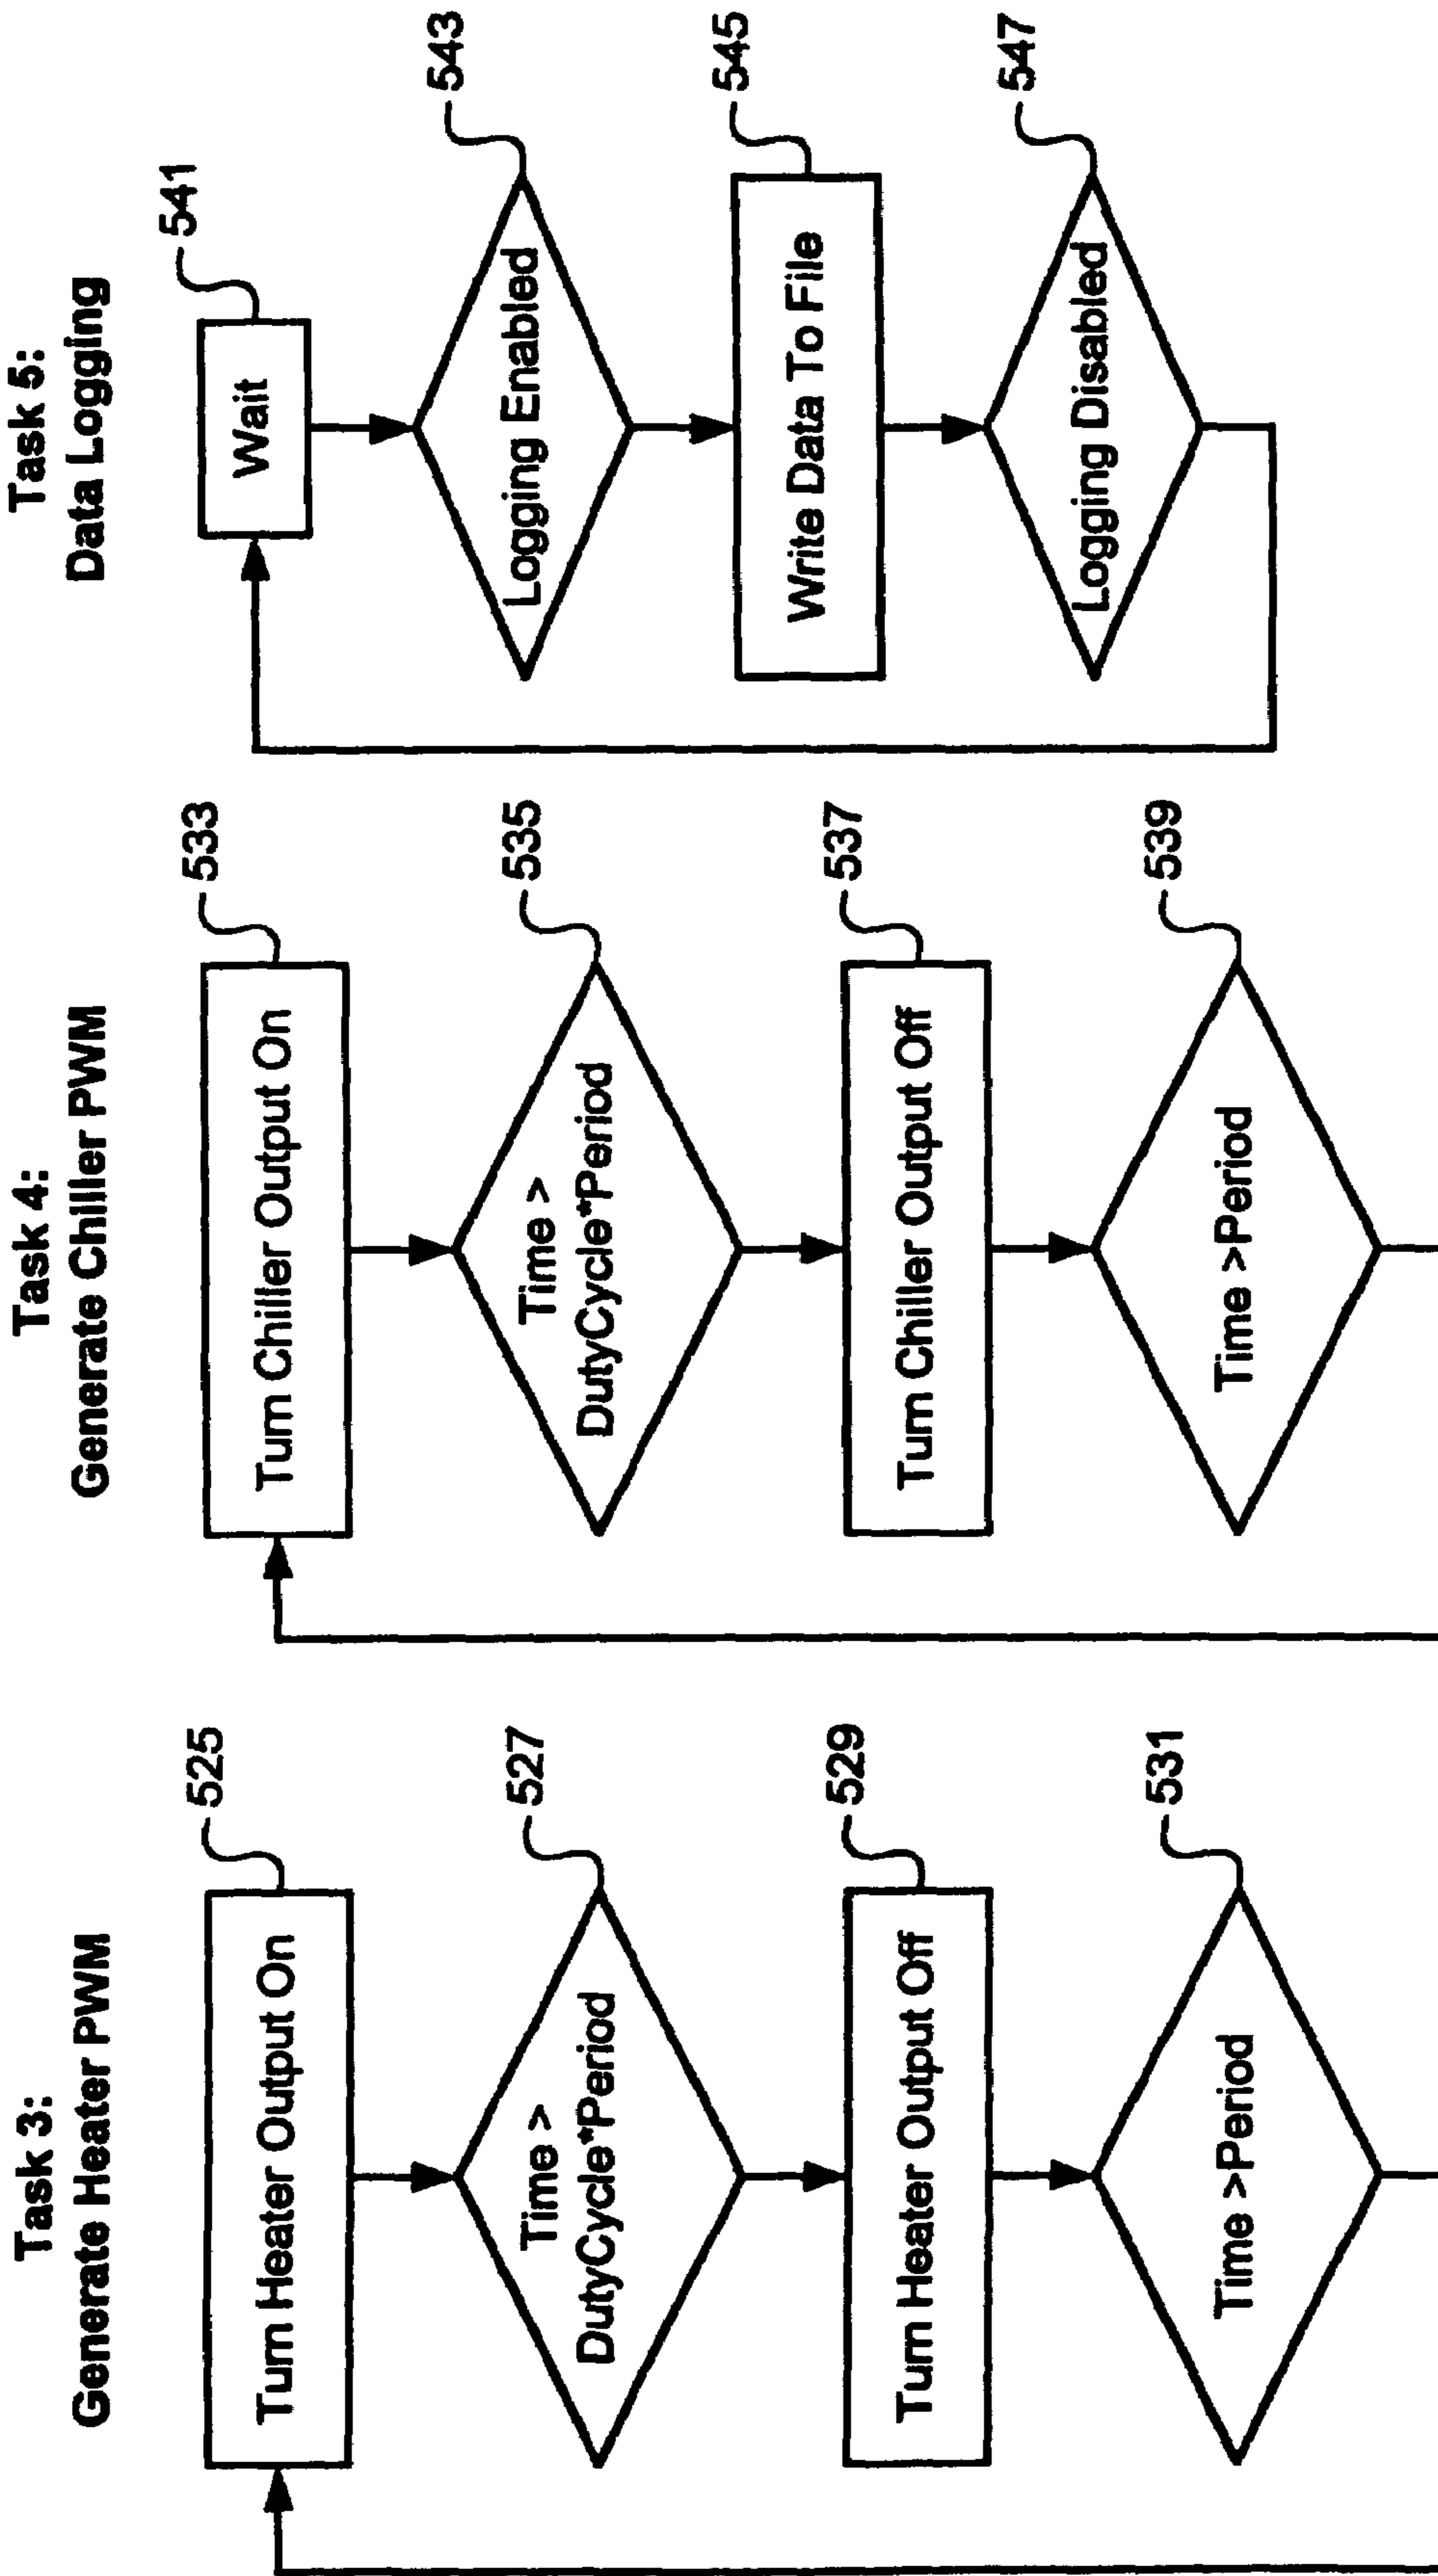 Task 3:
Generate Heater PWM
Turn Heater Output On
525
Time >
DutyCycle*Period
527
Turn Heater Output Off
529
Time >Period
531
Task 4:
Generate Chiller PWM
Turn Chiller Output On
533
Time >
DutyCycle*Period
535
Turn Chiller Output Off
537
Time >Period
539
Task 5:
Data Logging
Wait
541
Logging Enabled
543
Write Data To File
545
Logging Disabled
547